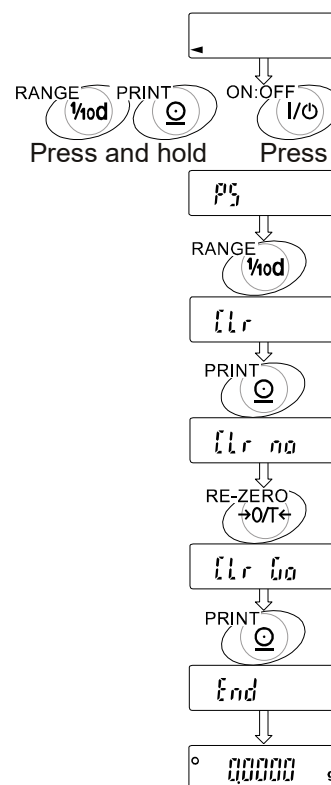 RANGE PRINT ON:OFF
1/10d I/⏻
Press and hold Press
PS
RANGE
1/10d
CLr
PRINT
CLr no
RE-ZERO
→0/T←
CLr Go
PRINT
End
0.0000 g